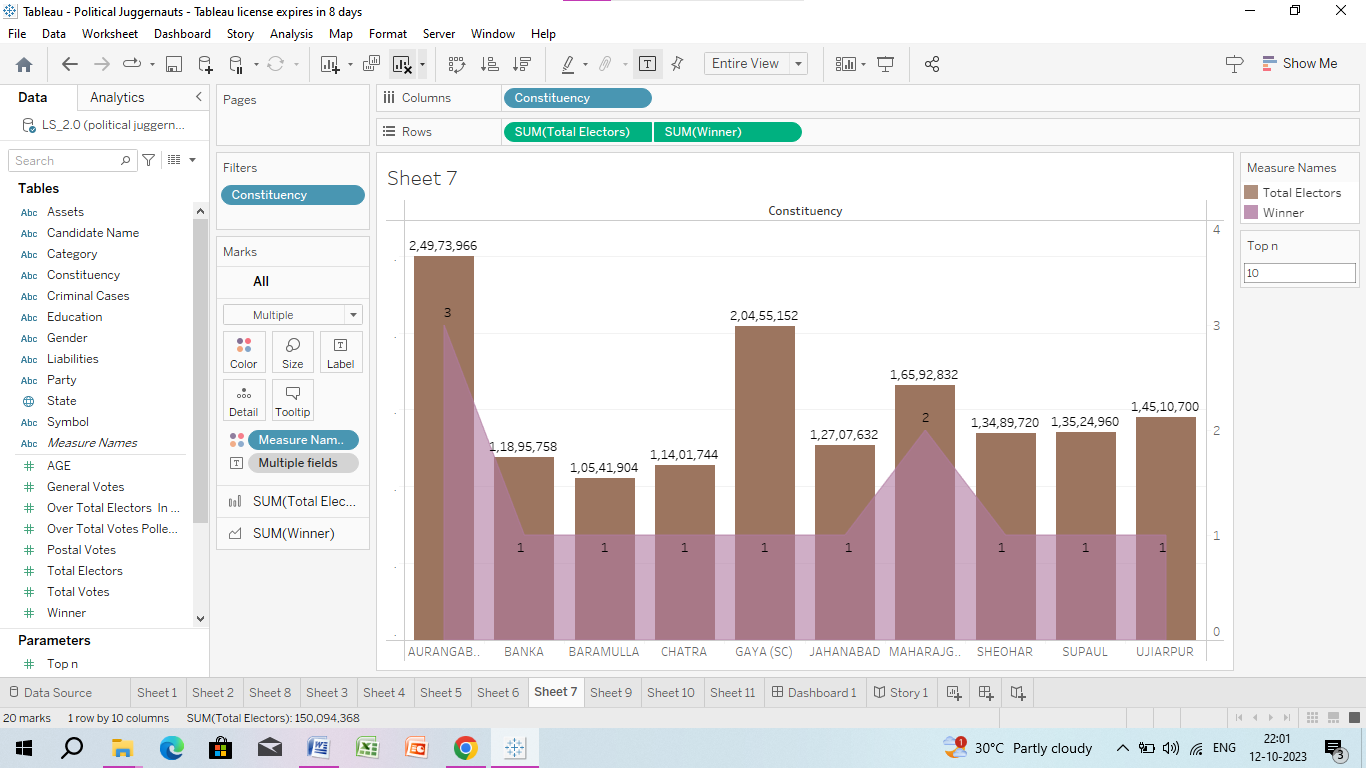 Tableau - Political Juggernauts - Tableau license expires in 8 days
File Data Worksheet Dashboard Story Analysis Map Format Server Window Help
Entire View
Show Me
Data Analytics
LS_2.0 (political juggern...
Search
Tables
Abc Assets
Abc Candidate Name
Abc Category
Abc Constituency
Abc Criminal Cases
Abc Education
Abc Gender
Abc Liabilities
Abc Party
State
Abc Symbol
Abc Measure Names
# AGE
# General Votes
# Over Total Electors In ...
# Over Total Votes Polle...
# Postal Votes
# Total Electors
# Total Votes
# Winner
Parameters
# Top n
Pages
Filters
Constituency
Marks
All
Multiple
Color Size Label
Detail Tooltip
Measure Nam..
Multiple fields
SUM(Total Elec...
SUM(Winner)
Columns Constituency
Rows SUM(Total Electors) SUM(Winner)
Sheet 7
Constituency
2,49,73,966
1,18,95,758
1,05,41,904
1,14,01,744
2,04,55,152
1,27,07,632
1,65,92,832
1,34,89,720
1,35,24,960
1,45,10,700
3 1 1 1 1 1 2 1 1 1
4
3
2
1
0
AURANGAB.. BANKA BARAMULLA CHATRA GAYA (SC) JAHANABAD MAHARAJG.. SHEOHAR SUPAUL UJIARPUR
Measure Names
Total Electors
Winner
Top n
10
Data Source Sheet 1 Sheet 2 Sheet 8 Sheet 3 Sheet 4 Sheet 5 Sheet 6 Sheet 7 Sheet 9 Sheet 10 Sheet 11 Dashboard 1 Story 1
20 marks 1 row by 10 columns SUM(Total Electors): 150,094,368
1 30°C Partly cloudy ENG 22:01
12-10-2023 3